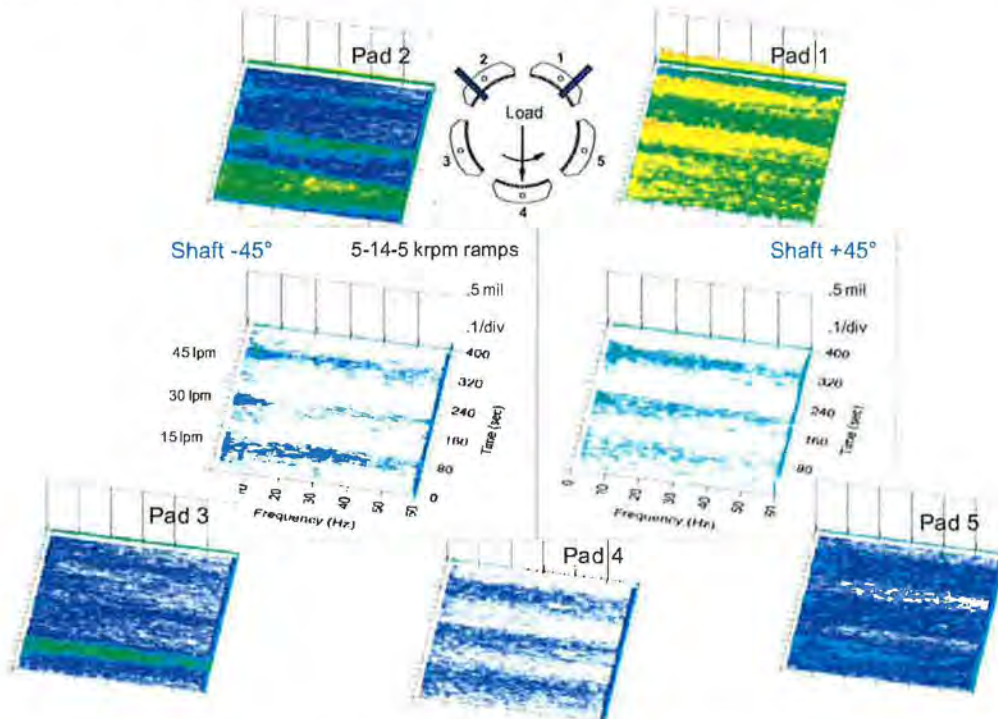 Pad 2
Pad 1
2
1
Load
3
5
4
Shaft -45°
5-14-5 krpm ramps
Shaft +45°
.5 mil
.1/div
45 lpm
30 lpm
15 lpm
400
320
240
160
80
0
Time (sec)
10
20
30
40
50
Frequency (Hz)
.5 mil
.1/div
400
320
240
160
80
Time (sec)
0
10
20
30
40
50
Frequency (Hz)
Pad 3
Pad 4
Pad 5